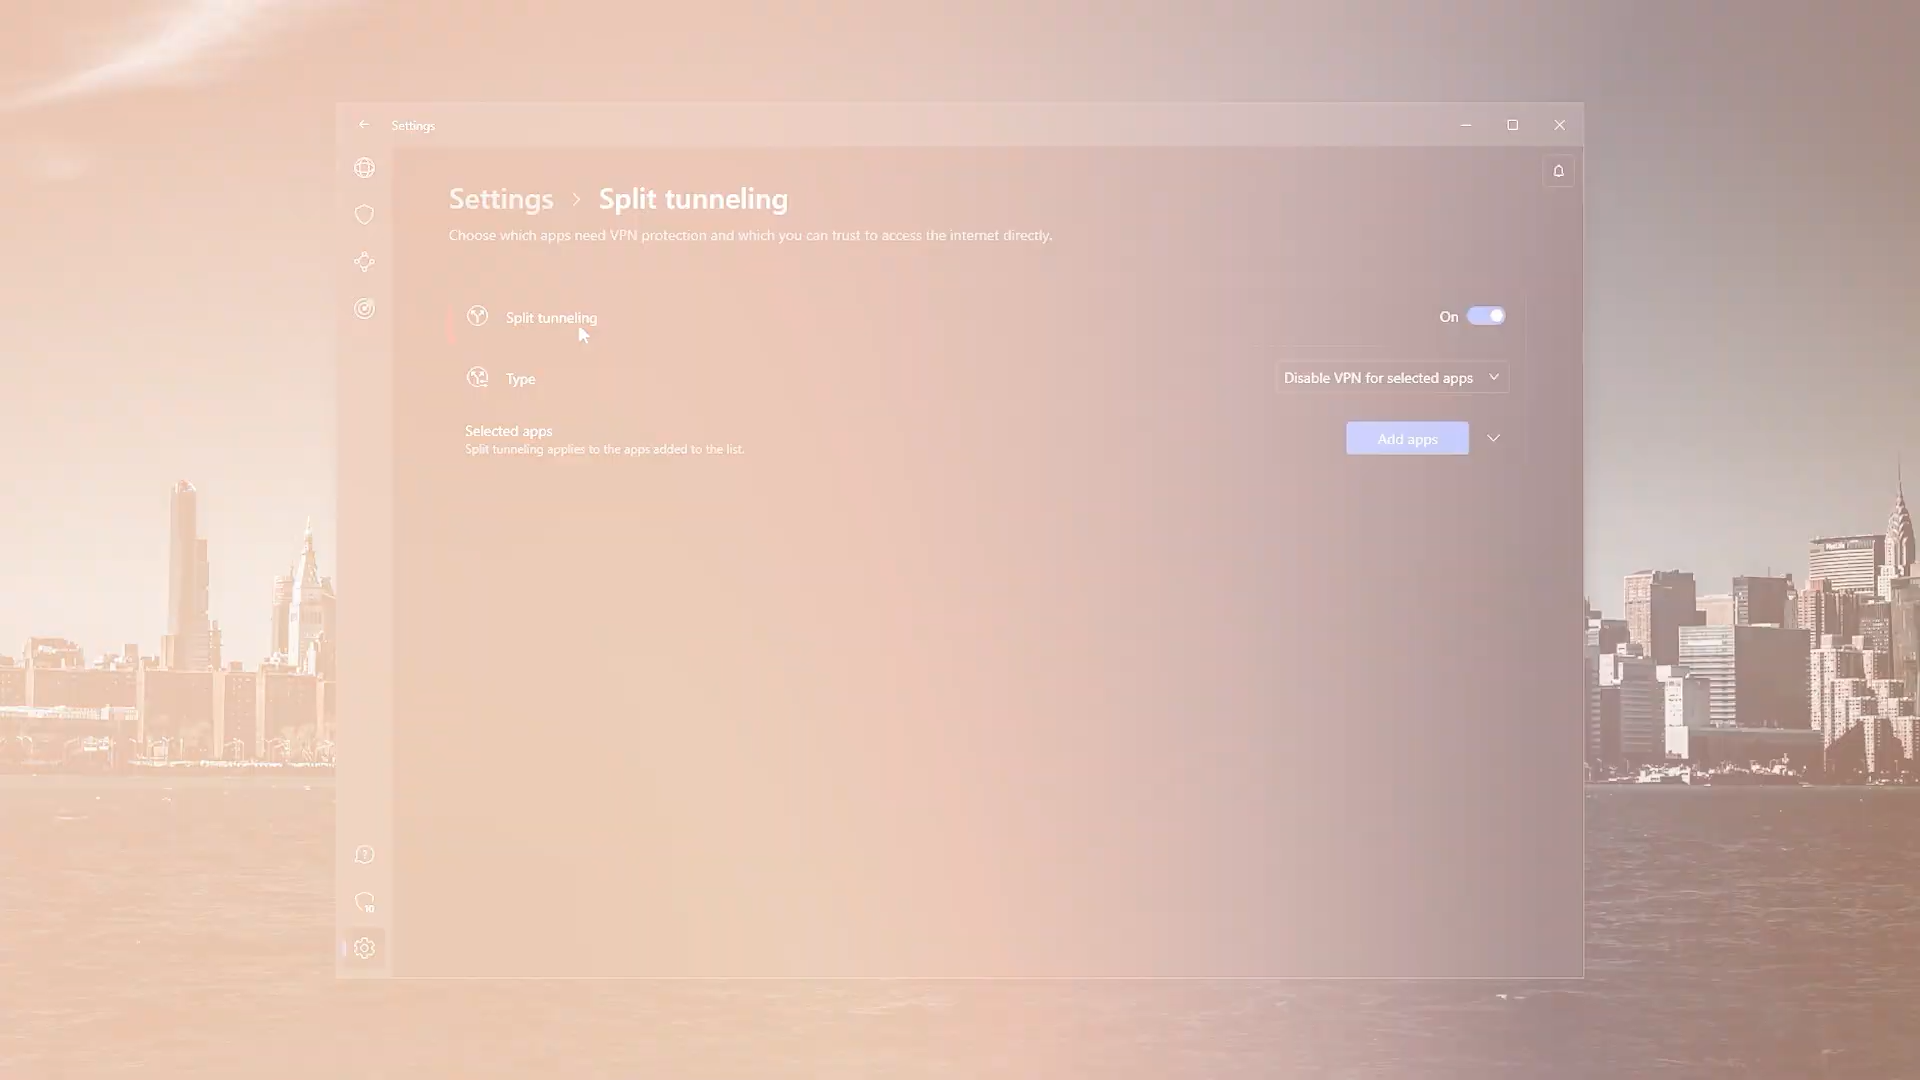 Settings
Settings > Split tunneling
Choose which apps need VPN protection and which you can trust to access the internet directly.
Split tunneling
On
Type
Disable VPN for selected apps
Selected apps
Split tunneling applies to the apps added to the list.
Add apps
10
MetLife